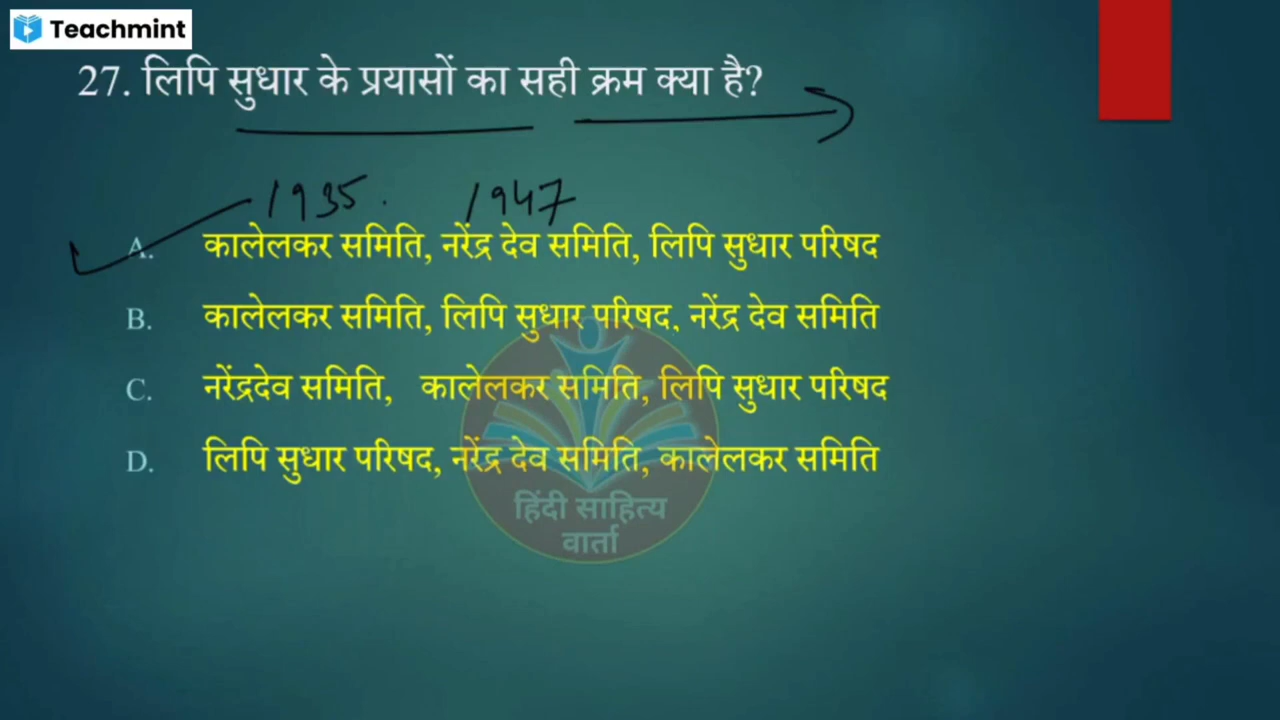 Teachmint
27. लिपि सुधार के प्रयासों का सही क्रम क्या है?
1935. 1947
A. कालेलकर समिति, नरेंद्र देव समिति, लिपि सुधार परिषद
B. कालेलकर समिति, लिपि सुधार परिषद, नरेंद्र देव समिति
C. नरेंद्रदेव समिति, कालेलकर समिति, लिपि सुधार परिषद
D. लिपि सुधार परिषद, नरेंद्र देव समिति, कालेलकर समिति
हिंदी साहित्य
वार्ता